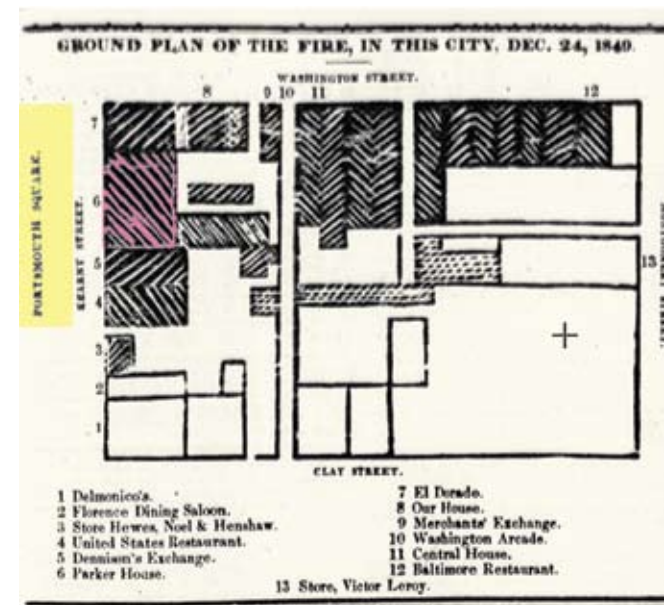 GROUND PLAN OF THE FIRE, IN THIS CITY, DEC. 24, 1849.
WASHINGTON STREET.
8 9 10 11 12
PORTSMOUTH SQUARE.
KEARNY STREET.
7
6
5
4
3
2
1
13
CLAY STREET.
1 Delmonico's.
2 Florence Dining Saloon.
3 Store Hewes, Noel & Henshaw.
4 United States Restaurant.
5 Dennison's Exchange.
6 Parker House.
7 El Dorado.
8 Our House.
9 Merchants' Exchange.
10 Washington Arcade.
11 Central House.
12 Baltimore Restaurant.
13 Store, Victor Leroy.